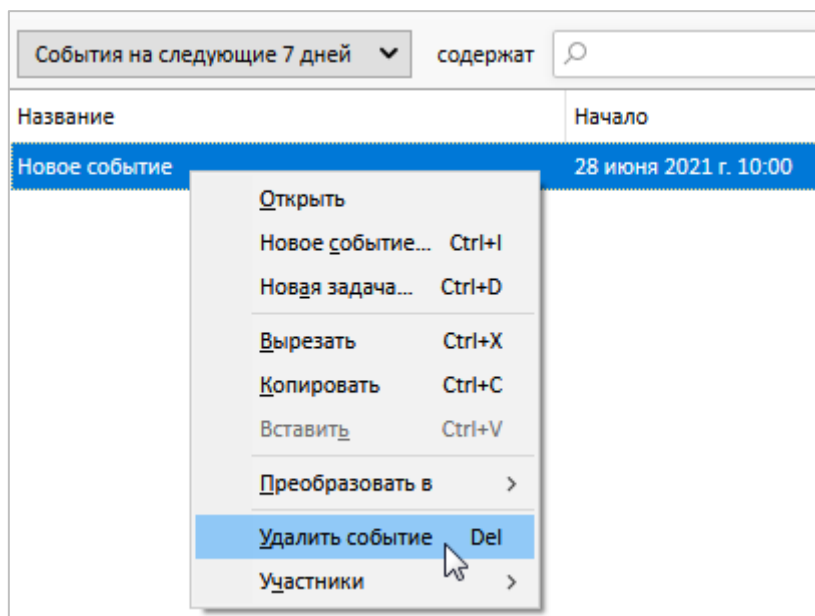 События на следующие 7 дней содержат
Название Начало
Новое событие 28 июня 2021 г. 10:00
Открыть
Новое событие... Ctrl+I
Новая задача... Ctrl+D
Вырезать Ctrl+X
Копировать Ctrl+C
Вставить Ctrl+V
Преобразовать в
Удалить событие Del
Участники